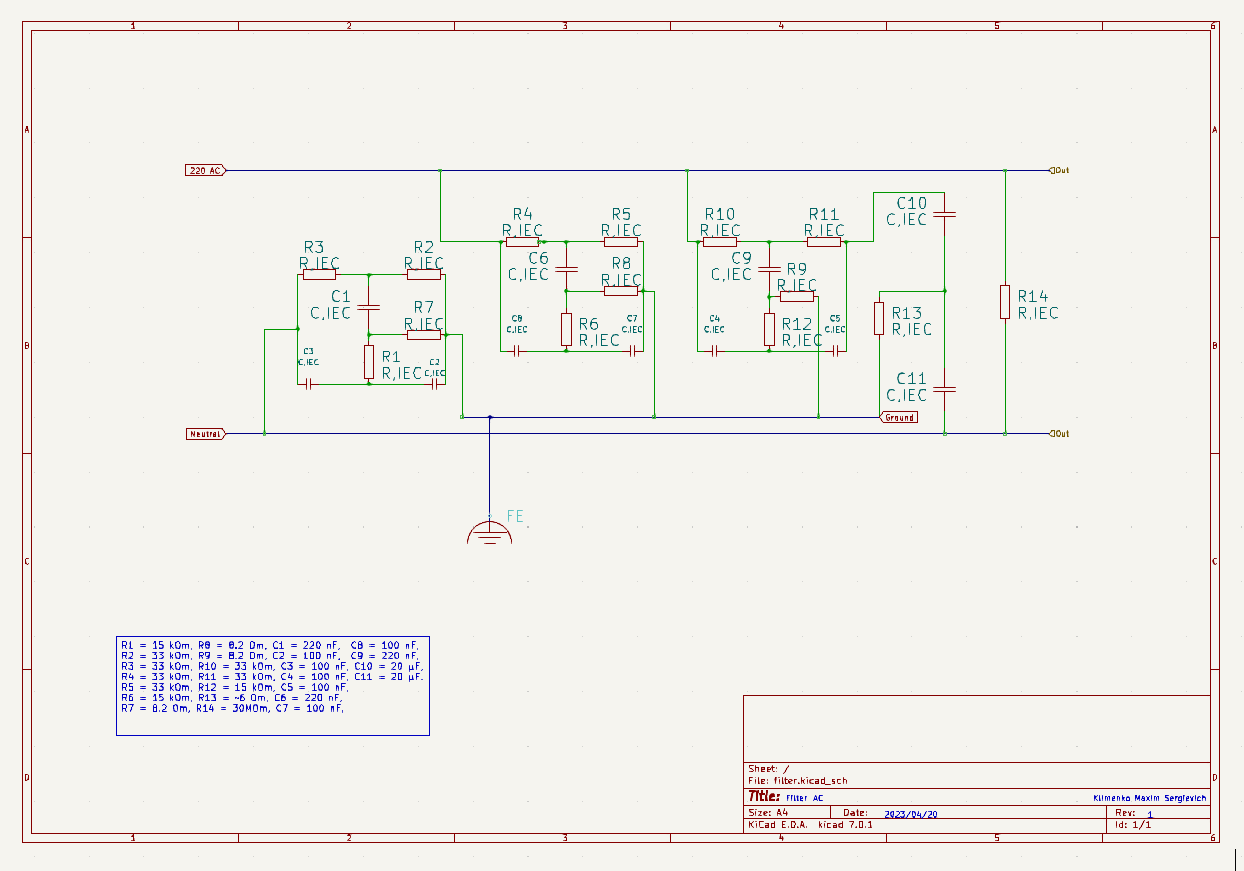 1 2 3 4 5 6
A A
220 AC
Out
R4
R,IEC
R5
R,IEC
R10
R,IEC
R11
R,IEC
C10
C,IEC
R3
R,IEC
R2
R,IEC
C6
C,IEC
R8
R,IEC
C9
C,IEC
R9
R,IEC
C1
C,IEC
R7
R,IEC
R14
R,IEC
R13
R,IEC
C8
C,IEC
R6
R,IEC
C7
C,IEC
C4
C,IEC
R12
R,IEC
C5
C,IEC
B B
C3
C,IEC
R1
R,IEC
C2
C,IEC
C11
C,IEC
Ground
Neutral
Out
FE
C C
R1 = 15 kOm, R8 = 8.2 Om, C1 = 220 nF, C8 = 100 nF,
R2 = 33 kOm, R9 = 8.2 Om, C2 = 100 nF, C9 = 220 nF,
R3 = 33 kOm, R10 = 33 kOm, C3 = 100 nF, C10 = 20 µF,
R4 = 33 kOm, R11 = 33 kOm, C4 = 100 nF, C11 = 20 µF.
R5 = 33 kOm, R12 = 15 kOm, C5 = 100 nF,
R6 = 15 kOm, R13 = ~6 Om, C6 = 220 nF,
R7 = 8.2 Om, R14 = 30MOm, C7 = 100 nF,
Sheet: /
File: filter.kicad_sch
D D
Title: Filter AC Klimenko Maxim Sergievich
Size: A4 Date: 2023/04/20 Rev: 1
KiCad E.D.A. kicad 7.0.1 Id: 1/1
1 2 3 4 5 6